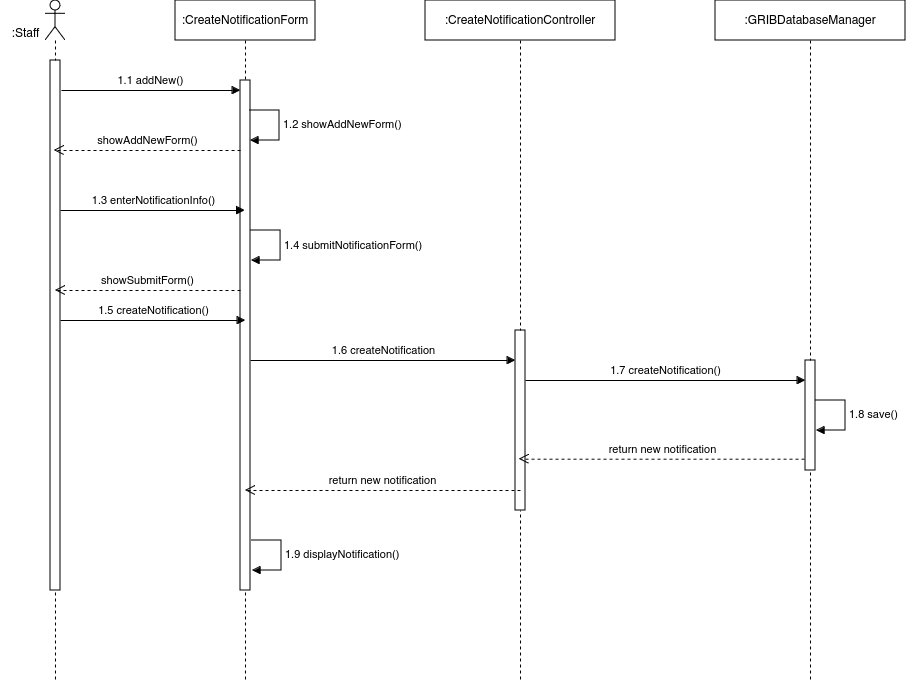 :Staff
:CreateNotificationForm
:CreateNotificationController
:GRIBDatabaseManager
1.1 addNew()
1.2 showAddNewForm()
showAddNewForm()
1.3 enterNotificationInfo()
1.4 submitNotificationForm()
showSubmitForm()
1.5 createNotification()
1.6 createNotification
1.7 createNotification()
1.8 save()
return new notification
return new notification
1.9 displayNotification()